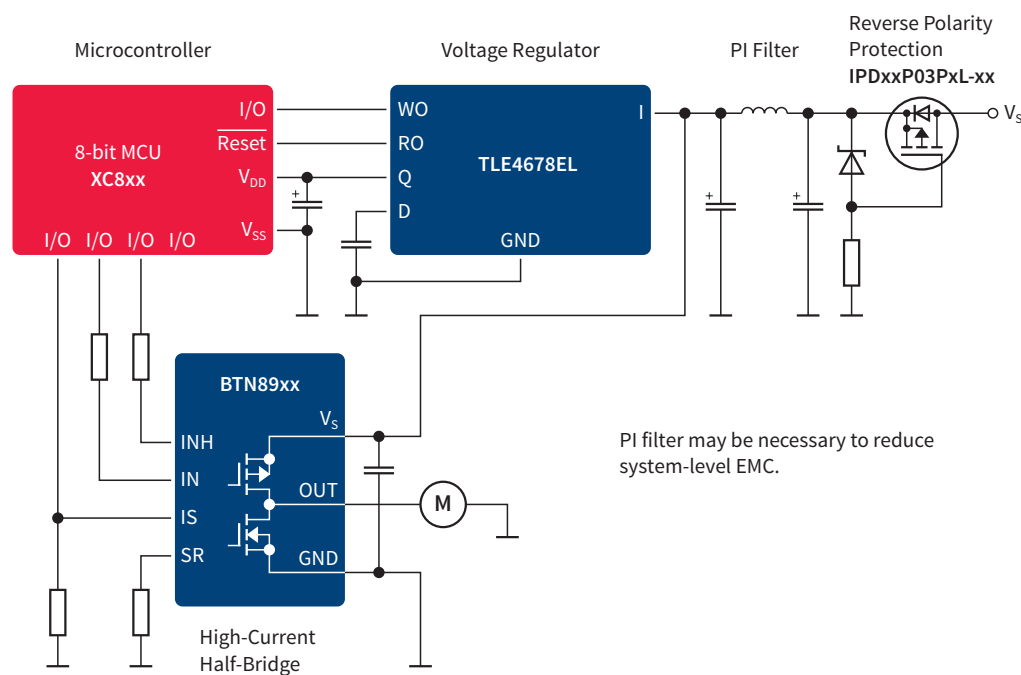 Microcontroller
Voltage Regulator
PI Filter
Reverse Polarity
Protection
IPDxxP03PxL-xx
8-bit MCU
XC8xx
I/O
Reset
VDD
VSS
I/O I/O I/O I/O
WO
RO
Q
D
TLE4678EL
I
GND
VS
BTN89xx
VS
INH
IN
IS
SR
OUT
GND
M
PI filter may be necessary to reduce
system-level EMC.
High-Current
Half-Bridge